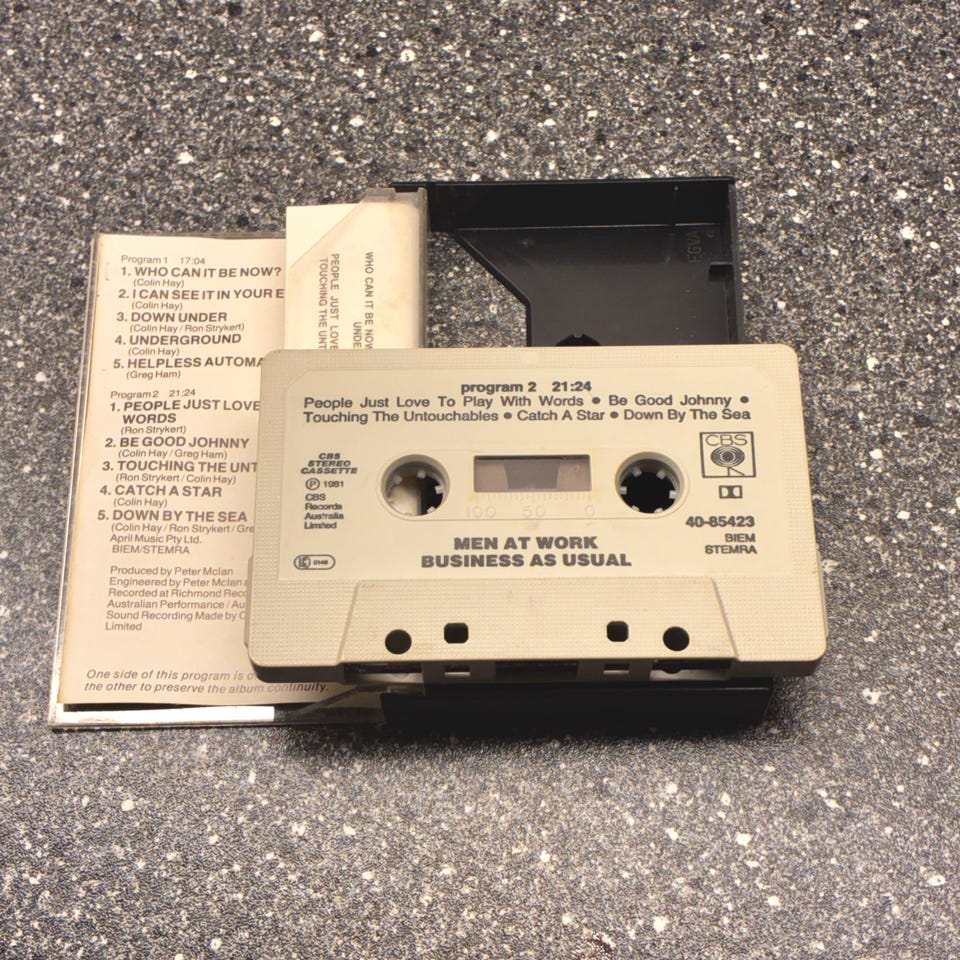 Program 1 17:04
1. WHO CAN IT BE NOW?
(Colin Hay)
2. I CAN SEE IT IN YOUR E
(Colin Hay)
3. DOWN UNDER
(Colin Hay / Ron Strykert)
4. UNDERGROUND
(Colin Hay)
5. HELPLESS AUTOMA
(Greg Ham)
Program 2 21:24
1. PEOPLE JUST LOVE
WORDS
(Ron Strykert)
2. BE GOOD JOHNNY
(Colin Hay / Greg Ham)
3. TOUCHING THE UNT
(Ron Strykert / Colin Hay)
4. CATCH A STAR
(Colin Hay)
5. DOWN BY THE SEA
(Colin Hay / Ron Strykert / Gre
April Music Pty Ltd.
BIEM/STEMRA
Produced by Peter McIan
Engineered by Peter McIan a
Recorded at Richmond Reco
Australian Performance / Au
Sound Recording Made by C
Limited
One side of this program is
the other to preserve the album continuity.
WHO CAN IT BE NOW
UNDE
PEOPLE JUST LOVE
TOUCHING THE UNT
program 2 21:24
People Just Love To Play With Words • Be Good Johnny •
Touching The Untouchables • Catch A Star • Down By The Sea
CBS
STEREO
CASSETTE
℗ 1981
CBS
Records
Australia
Limited
CBS
100 50 0
40-85423
BIEM
STEMRA
MEN AT WORK
BUSINESS AS USUAL